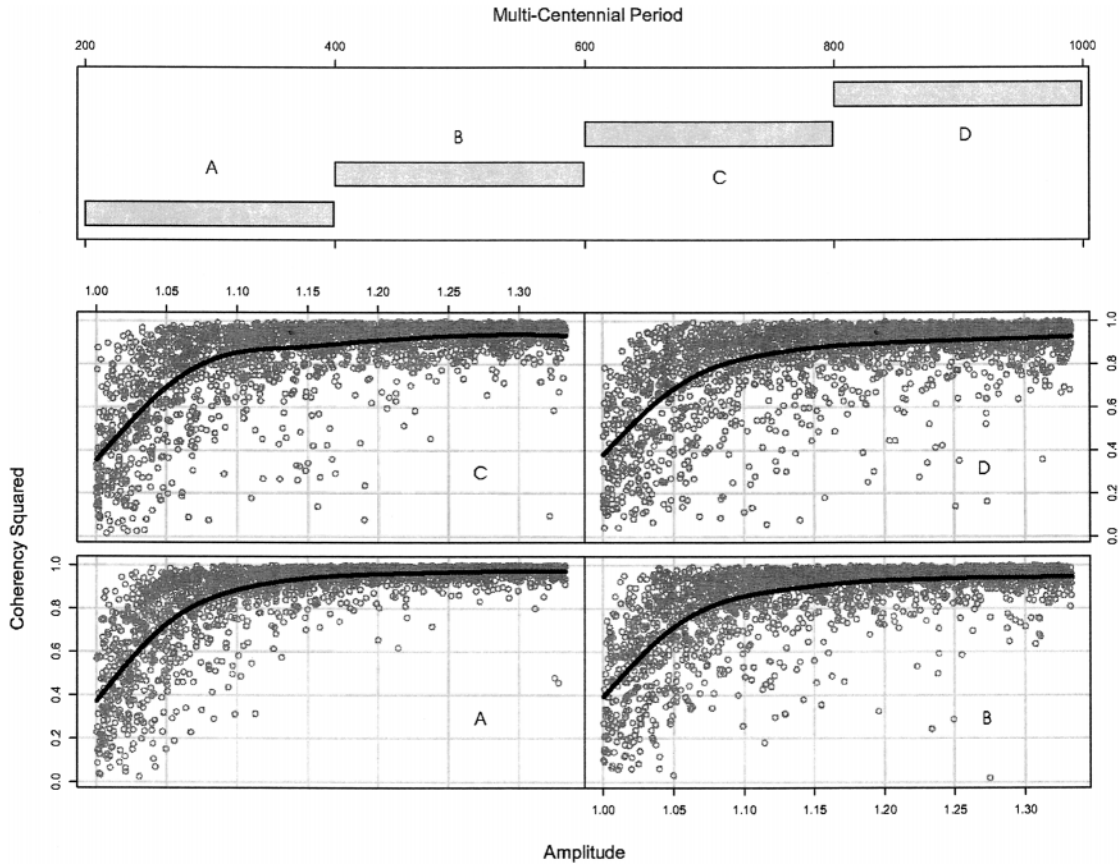 Multi-Centennial Period
200 400 600 800 1000
D
B
A
C
1.00 1.05 1.10 1.15 1.20 1.25 1.30
C D
0.0 0.2 0.4 0.6 0.8 1.0
Coherency Squared
0.0 0.2 0.4 0.6 0.8 1.0
A B
1.00 1.05 1.10 1.15 1.20 1.25 1.30
Amplitude